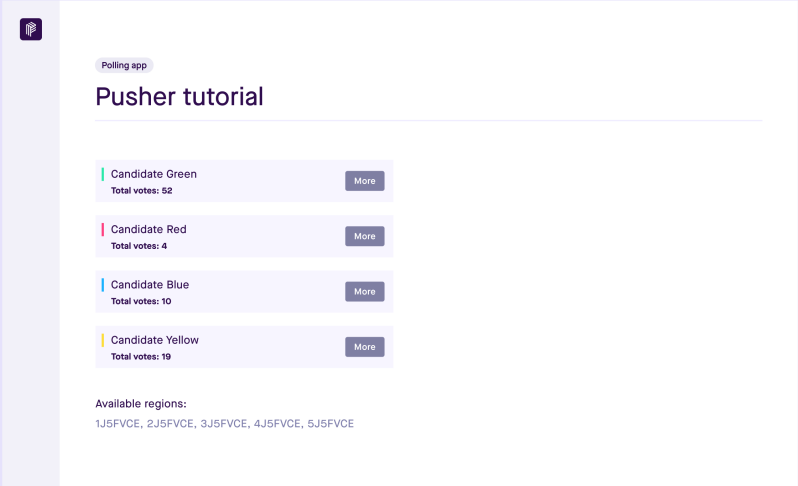 Polling app
Pusher tutorial
Candidate Green
Total votes: 52
More
Candidate Red
Total votes: 4
More
Candidate Blue
Total votes: 10
More
Candidate Yellow
Total votes: 19
More
Available regions:
1J5FVCE, 2J5FVCE, 3J5FVCE, 4J5FVCE, 5J5FVCE